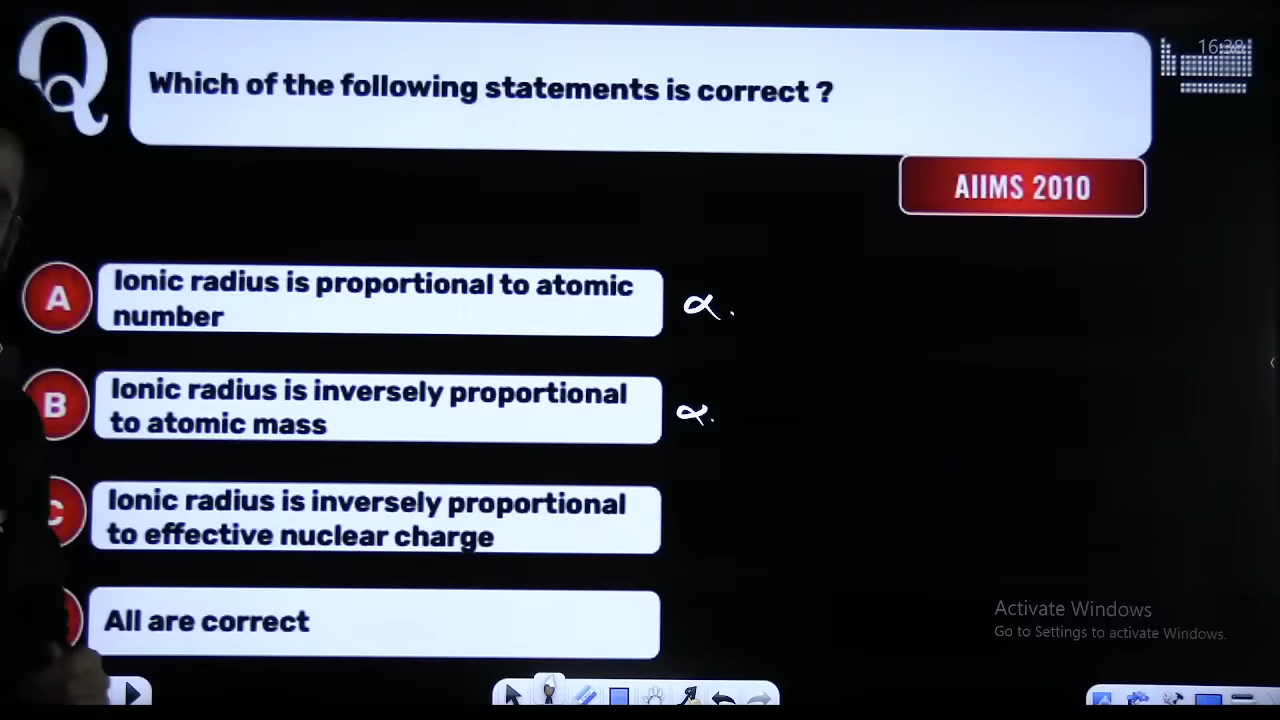 Q
16:38
Which of the following statements is correct ?
AIIMS 2010
A
Ionic radius is proportional to atomic
number
α.
B
Ionic radius is inversely proportional
to atomic mass
α.
C
Ionic radius is inversely proportional
to effective nuclear charge
All are correct
Activate Windows
Go to Settings to activate Windows.